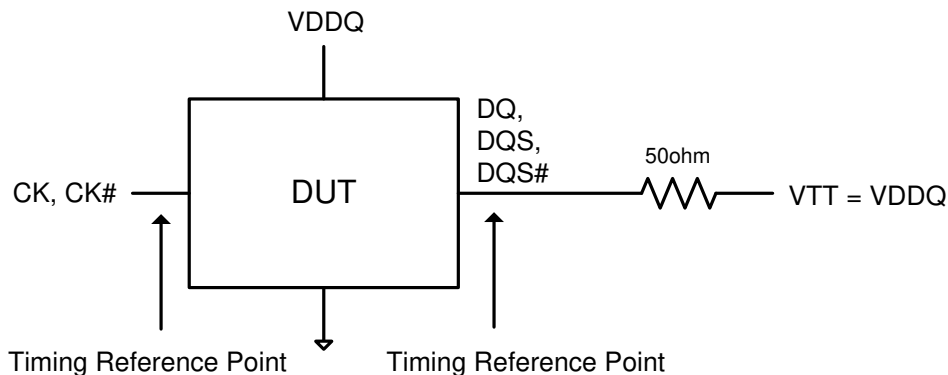 VDDQ
DQ,
DQS,
DQS#
50ohm
CK, CK#
DUT
VTT = VDDQ
Timing Reference Point
Timing Reference Point